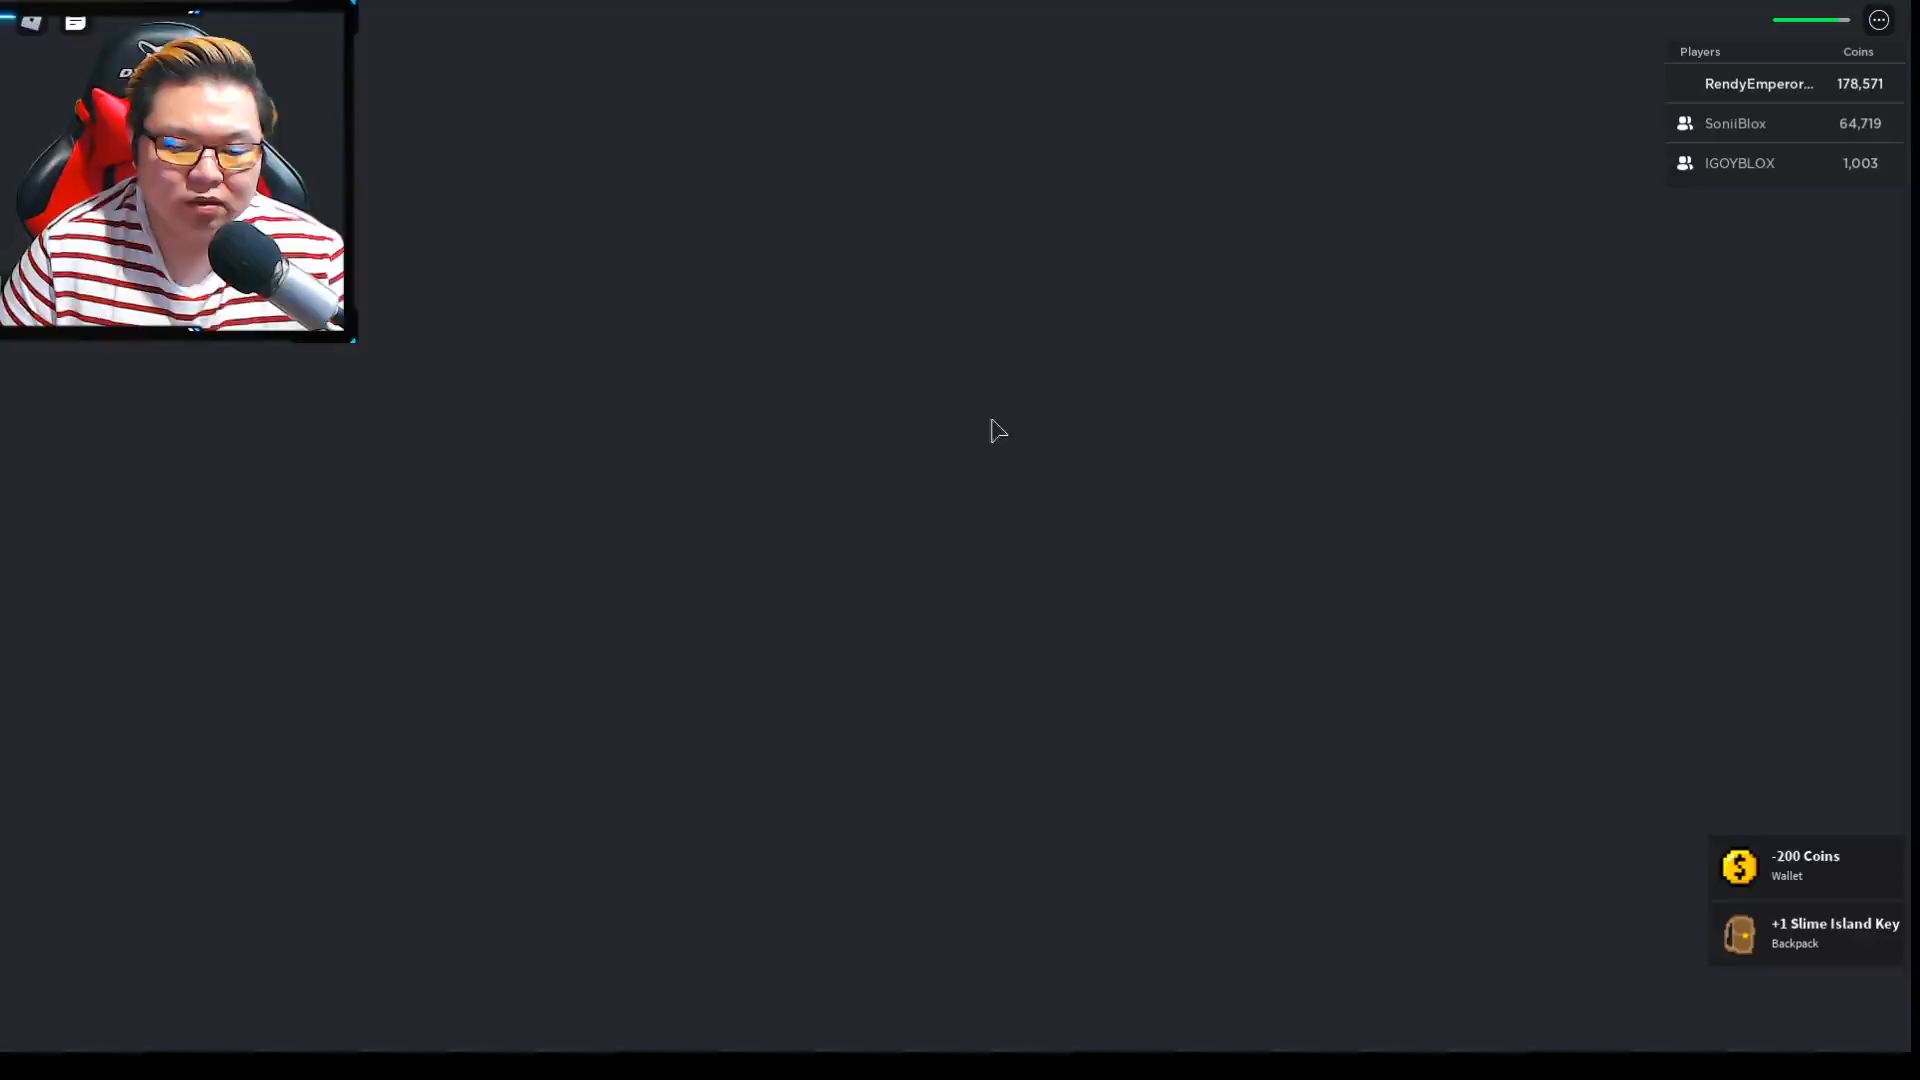 Players Coins
RendyEmperor... 178,571
SoniiBlox 64,719
IGOYBLOX 1,003
-200 Coins
Wallet
+1 Slime Island Key
Backpack